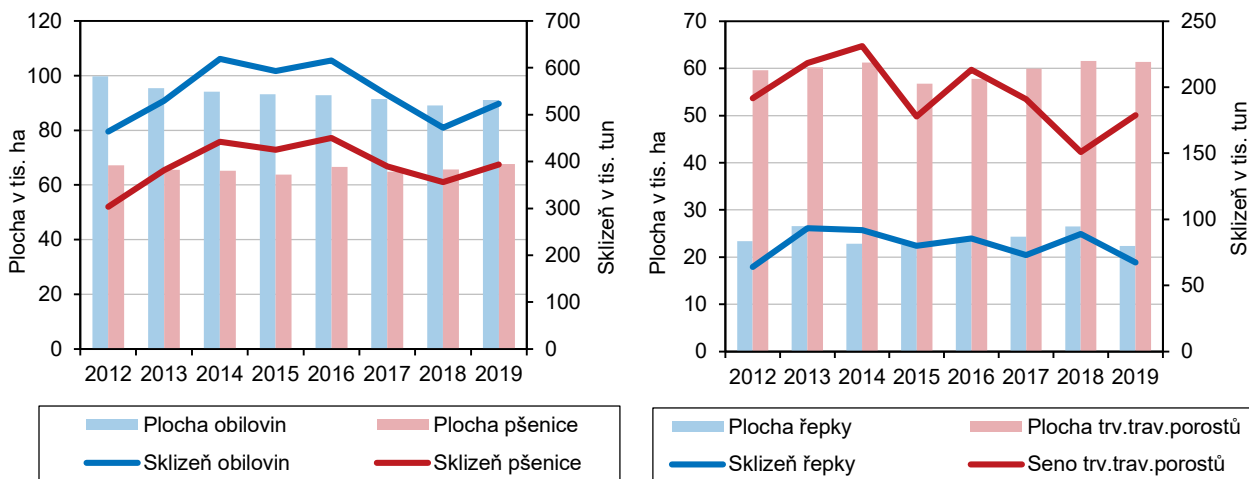 120
100
80
60
40
20
0
Plocha v tis. ha
700
600
500
400
300
200
100
0
Sklizeň v tis. tun
2012 2013 2014 2015 2016 2017 2018 2019
Plocha obilovin
Plocha pšenice
Sklizeň obilovin
Sklizeň pšenice
70
60
50
40
30
20
10
0
Plocha v tis. ha
250
200
150
100
50
0
Sklizeň v tis. tun
2012 2013 2014 2015 2016 2017 2018 2019
Plocha řepky
Plocha trv.trav.porostů
Sklizeň řepky
Seno trv.trav.porostů